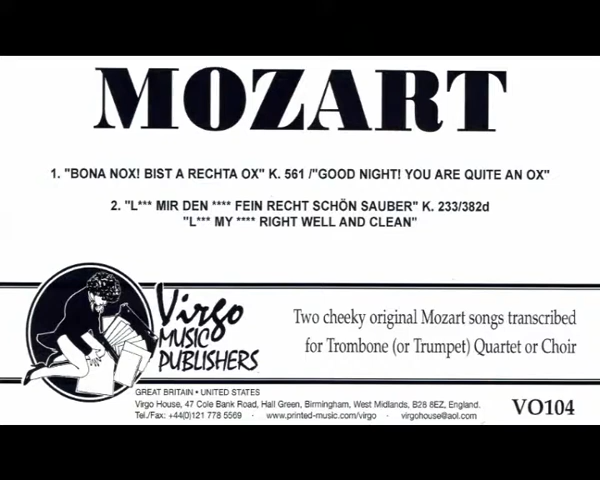 MOZART
1. "BONA NOX! BIST A RECHTA OX" K. 561 /"GOOD NIGHT! YOU ARE QUITE AN OX"
2. "L*** MIR DEN **** FEIN RECHT SCHÖN SAUBER" K. 233/382d
"L*** MY **** RIGHT WELL AND CLEAN"
Virgo
MUSIC
PUBLISHERS
Two cheeky original Mozart songs transcribed
for Trombone (or Trumpet) Quartet or Choir
GREAT BRITAIN • UNITED STATES
Virgo House, 47 Cole Bank Road, Hall Green, Birmingham, West Midlands, B28 8EZ, England.
Tel./Fax: +44(0)121 778 5569 · www.printed-music.com/virgo · virgohouse@aol.com
VO104